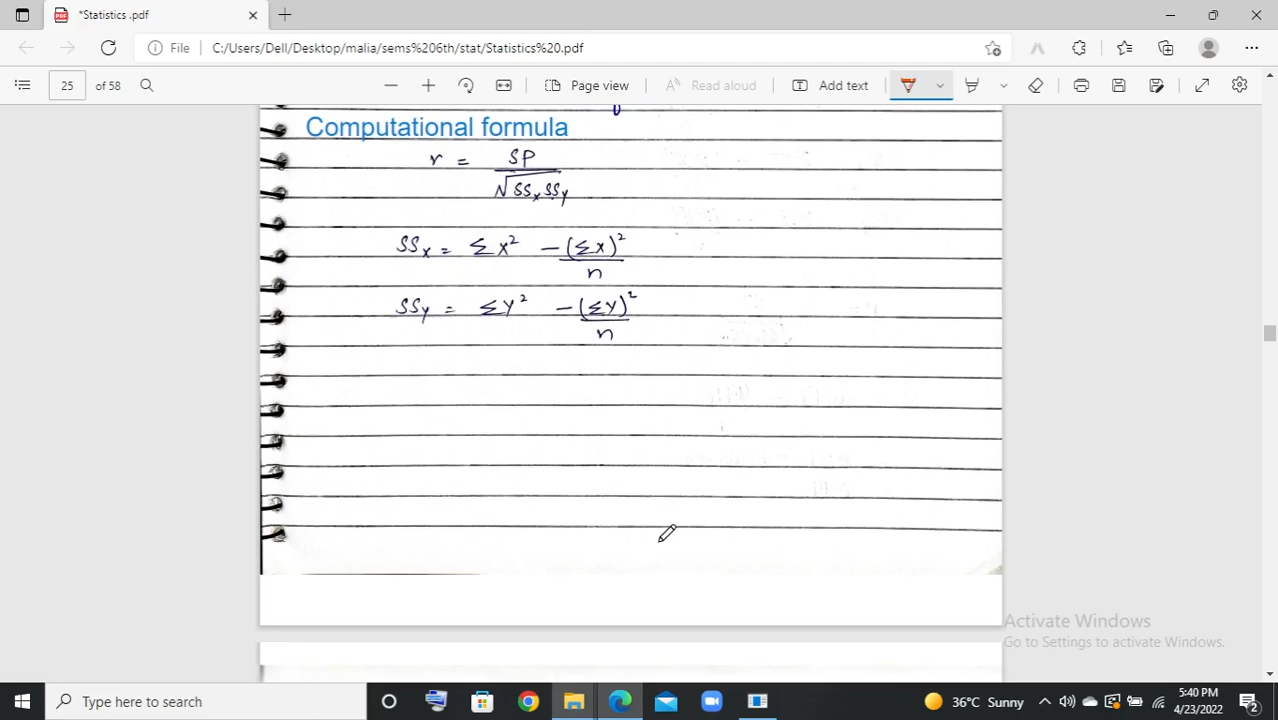 *Statistics .pdf
File C:/Users/Dell/Desktop/malia/sems%206th/stat/Statistics%20.pdf
25 of 58 Page view Read aloud Add text
Computational formula
r = SP / √SSx SSy
SSx = Σx² - (Σx)² / n
SSy = Σy² - (Σy)² / n
Activate Windows
Go to Settings to activate Windows.
Type here to search
36°C Sunny
5:40 PM
4/23/2022
2